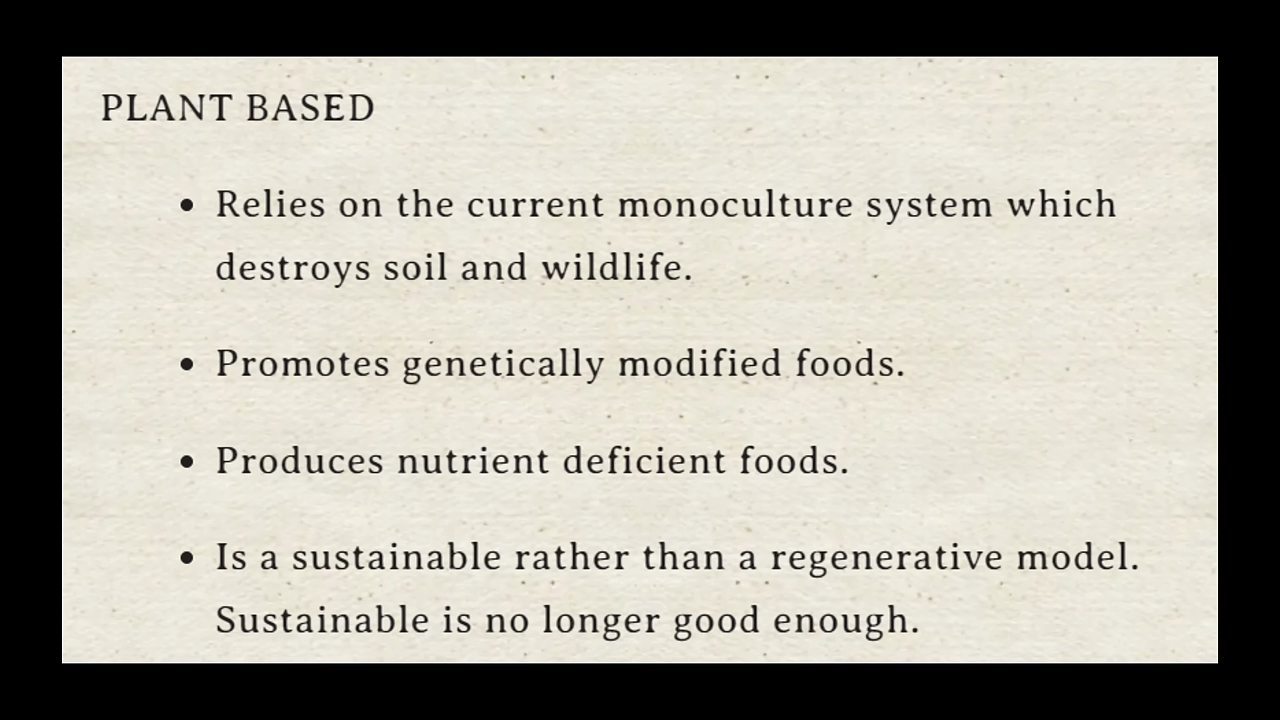 PLANT BASED
• Relies on the current monoculture system which
destroys soil and wildlife.
• Promotes genetically modified foods.
• Produces nutrient deficient foods.
• Is a sustainable rather than a regenerative model.
Sustainable is no longer good enough.